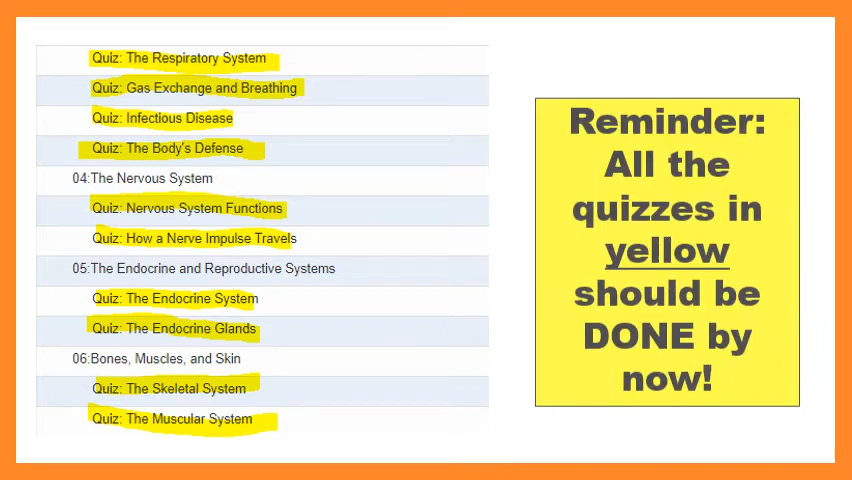 Quiz: The Respiratory System
Quiz: Gas Exchange and Breathing
Quiz: Infectious Disease
Quiz: The Body's Defense
04:The Nervous System
Quiz: Nervous System Functions
Quiz: How a Nerve Impulse Travels
05:The Endocrine and Reproductive Systems
Quiz: The Endocrine System
Quiz: The Endocrine Glands
06:Bones, Muscles, and Skin
Quiz: The Skeletal System
Quiz: The Muscular System
Reminder:
All the
quizzes in
yellow
should be
DONE by
now!